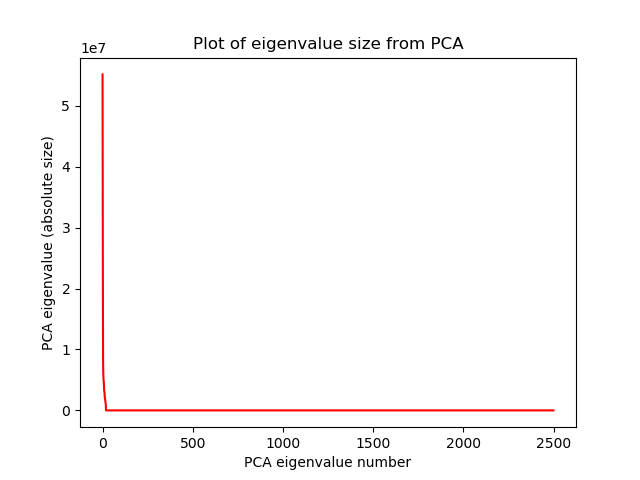 Plot of eigenvalue size from PCA
1e7
5
4
3
2
1
0
PCA eigenvalue (absolute size)
0 500 1000 1500 2000 2500
PCA eigenvalue number